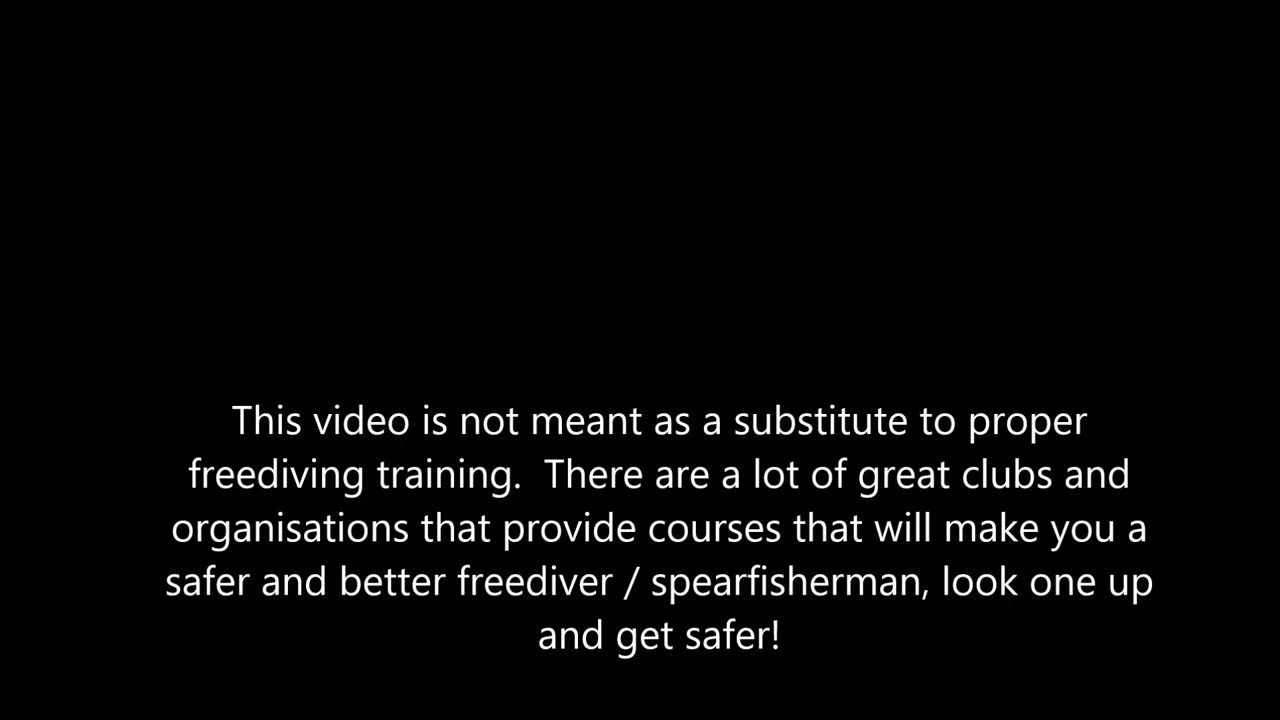 This video is not meant as a substitute to proper
freediving training.  There are a lot of great clubs and
organisations that provide courses that will make you a
safer and better freediver / spearfisherman, look one up
and get safer!